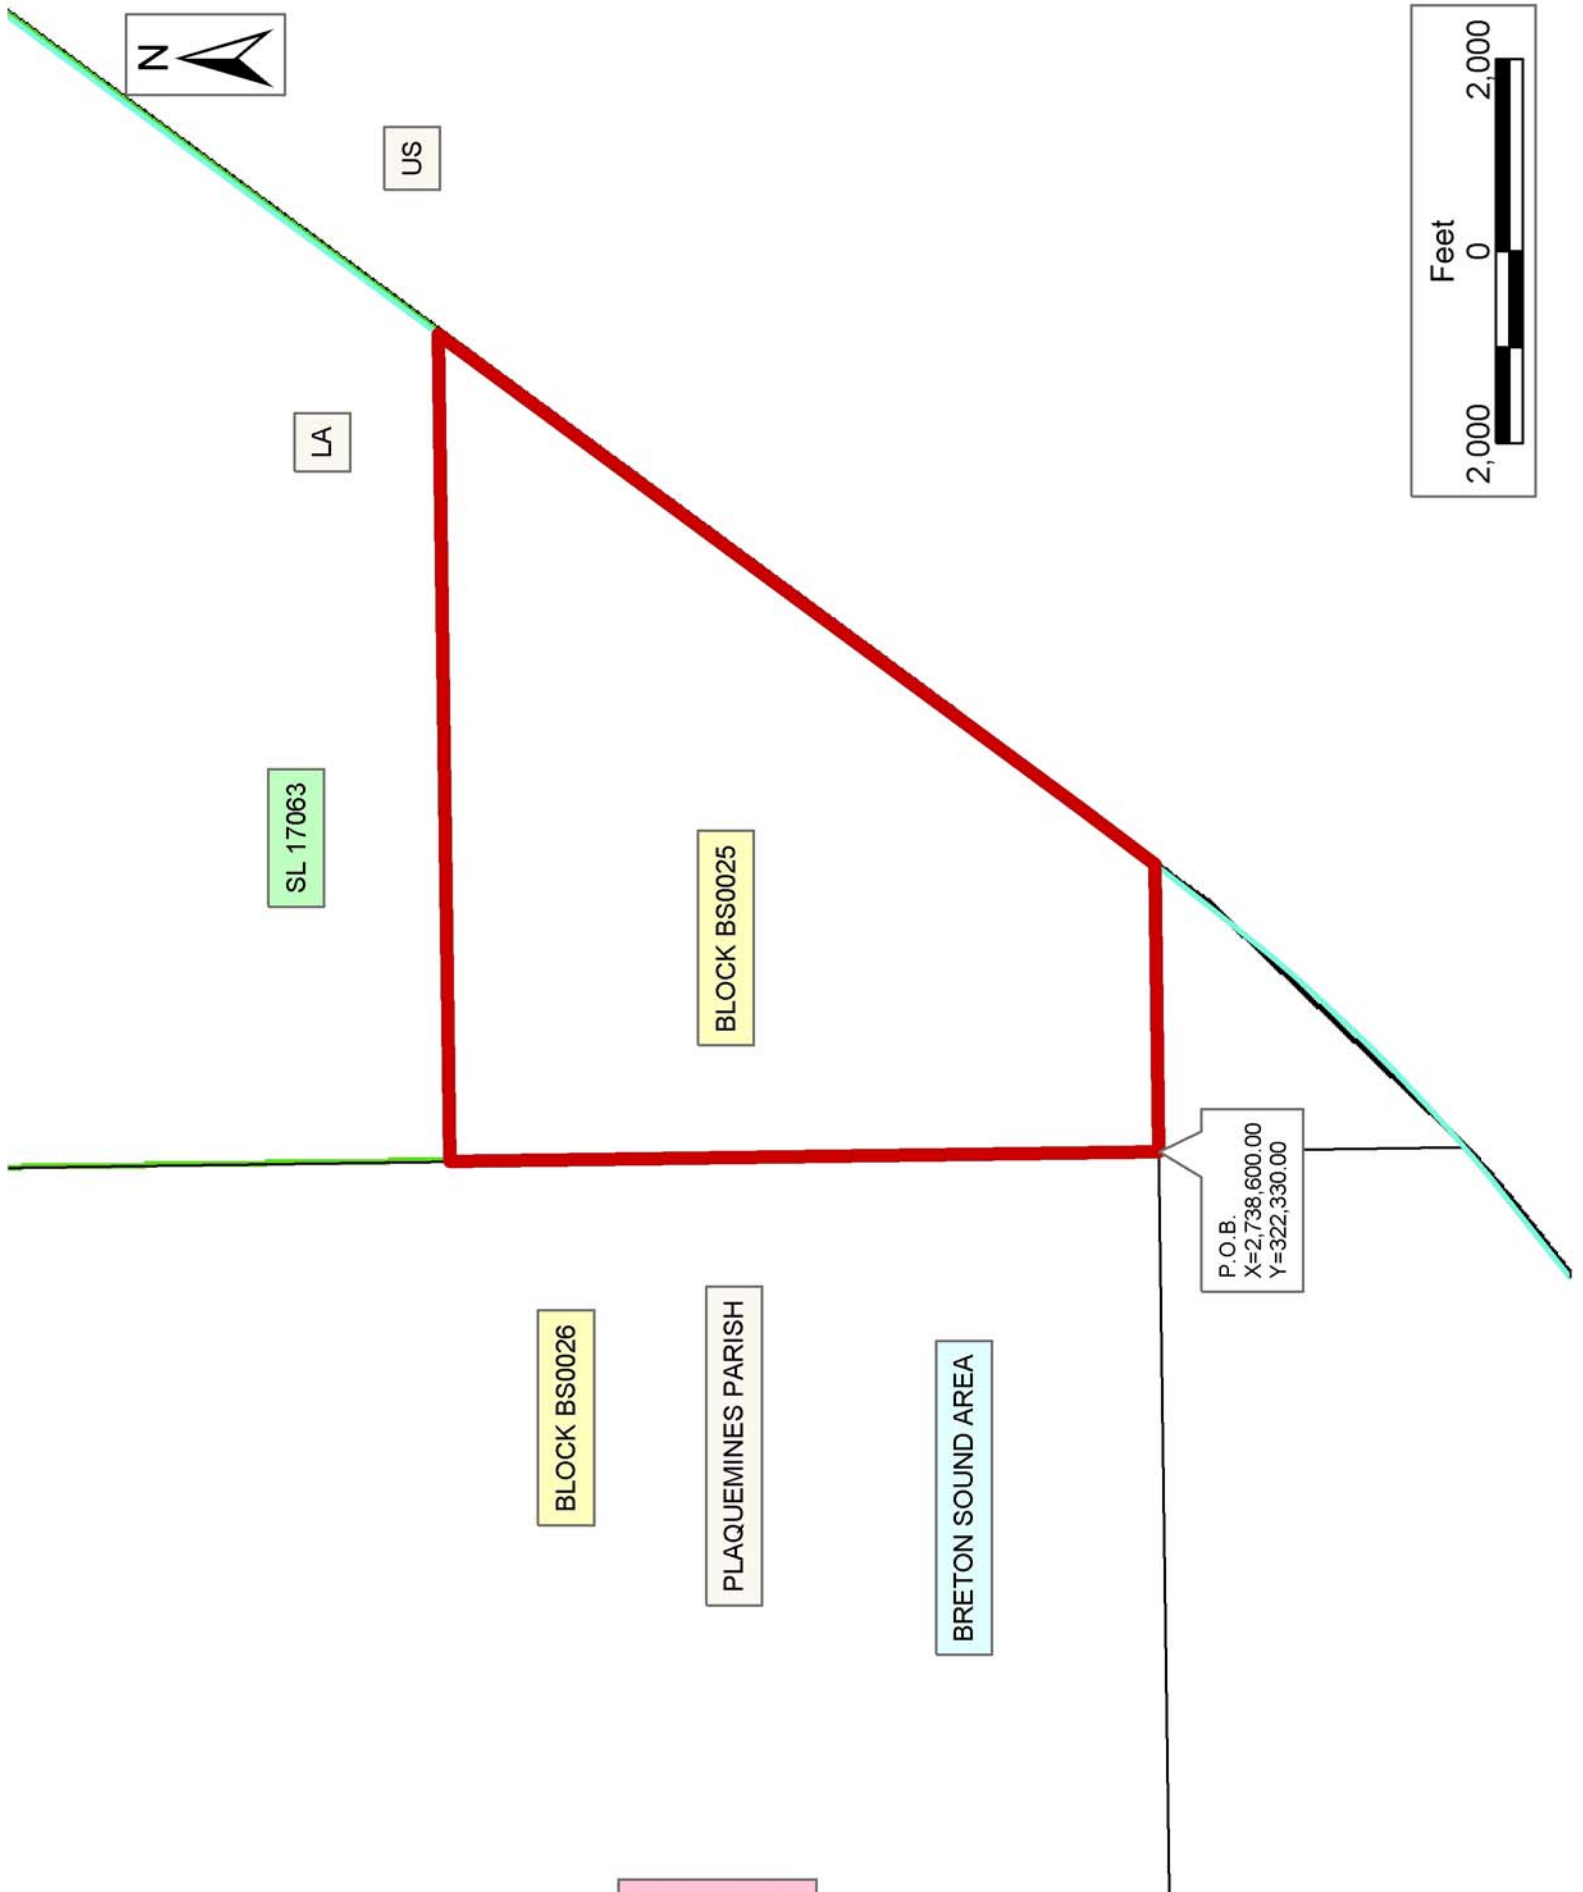 N
US
LA
SL 17063
BLOCK BS0025
BLOCK BS0026
PLAQUEMINES PARISH
BRETON SOUND AREA
P.O.B.
X=2,738,600.00
Y=322,330.00
Feet
2,000 0 2,000